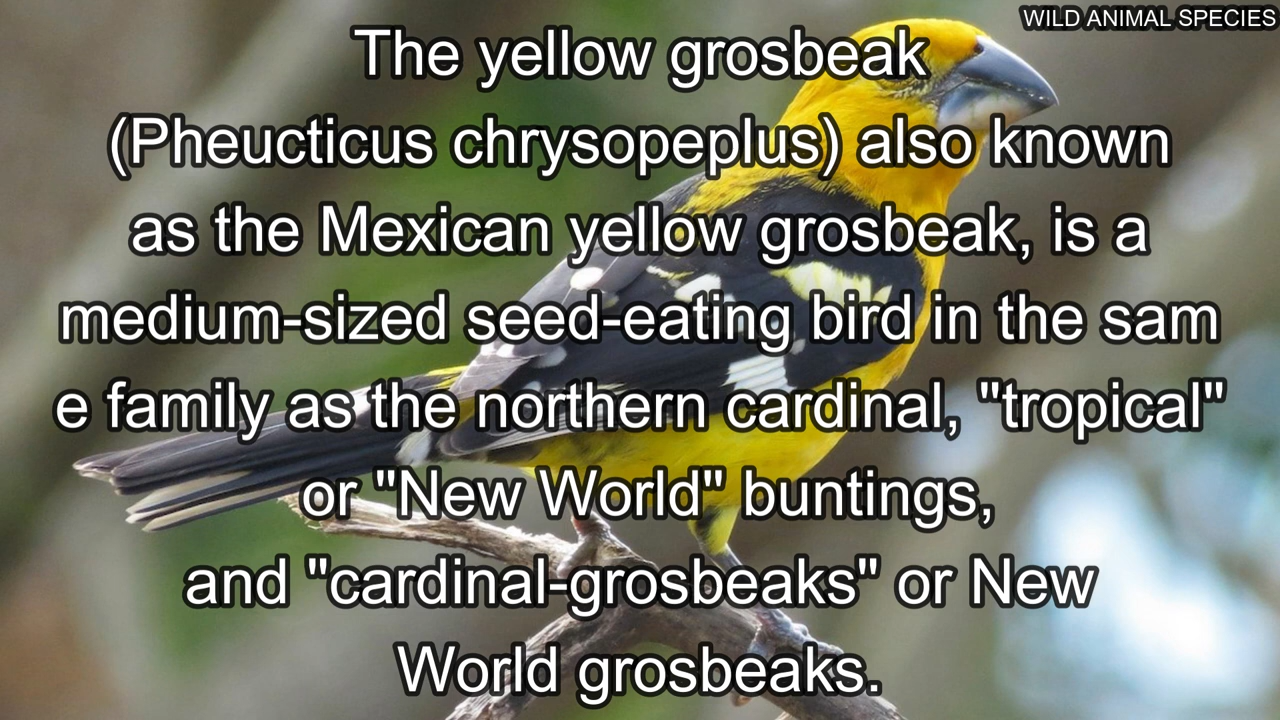 WILD ANIMAL SPECIES
The yellow grosbeak
(Pheucticus chrysopeplus) also known
as the Mexican yellow grosbeak, is a
medium-sized seed-eating bird in the sam
e family as the northern cardinal, "tropical"
or "New World" buntings,
and "cardinal-grosbeaks" or New
World grosbeaks.